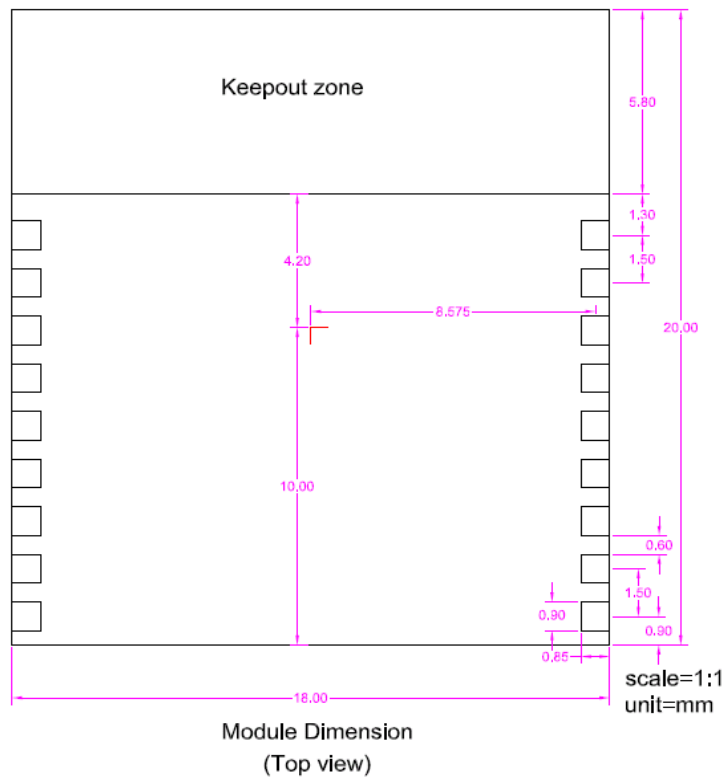 Keepout zone
5.80
1.30
4.20
1.50
8.575
20.00
10.00
0.60
1.50
0.90
0.90
0.85
scale=1:1
18.00
unit=mm
Module Dimension
(Top view)